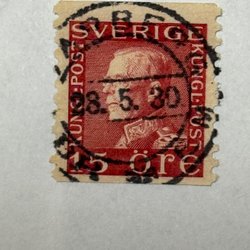 SVERIGE
KUNGL·POST
KUNGL·POST
28.5.30
15 ÖRE